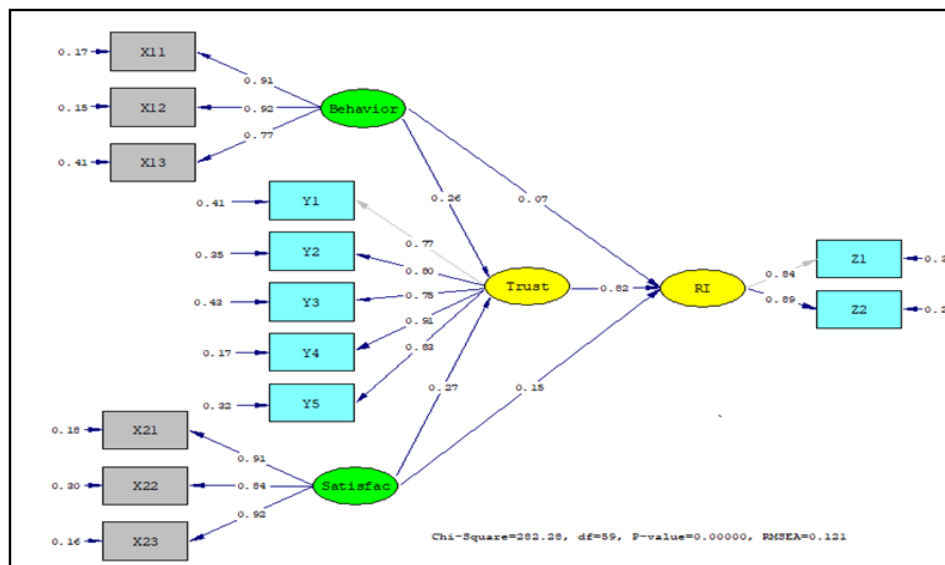 0.17
X11
0.91
0.15
X12
0.92
Behavior
0.77
0.41
X13
0.26
0.07
0.41
Y1
0.77
0.35
Y2
0.80
Z1
0.84
0.43
Y3
0.75
Trust
0.82
RI
0.89
Z2
0.91
0.17
Y4
0.83
0.27
0.15
0.32
Y5
0.18
X21
0.91
0.30
X22
0.84
Satisfac
0.92
0.16
X23
Chi-Square=282.28, df=59, P-value=0.00000, RMSEA=0.121